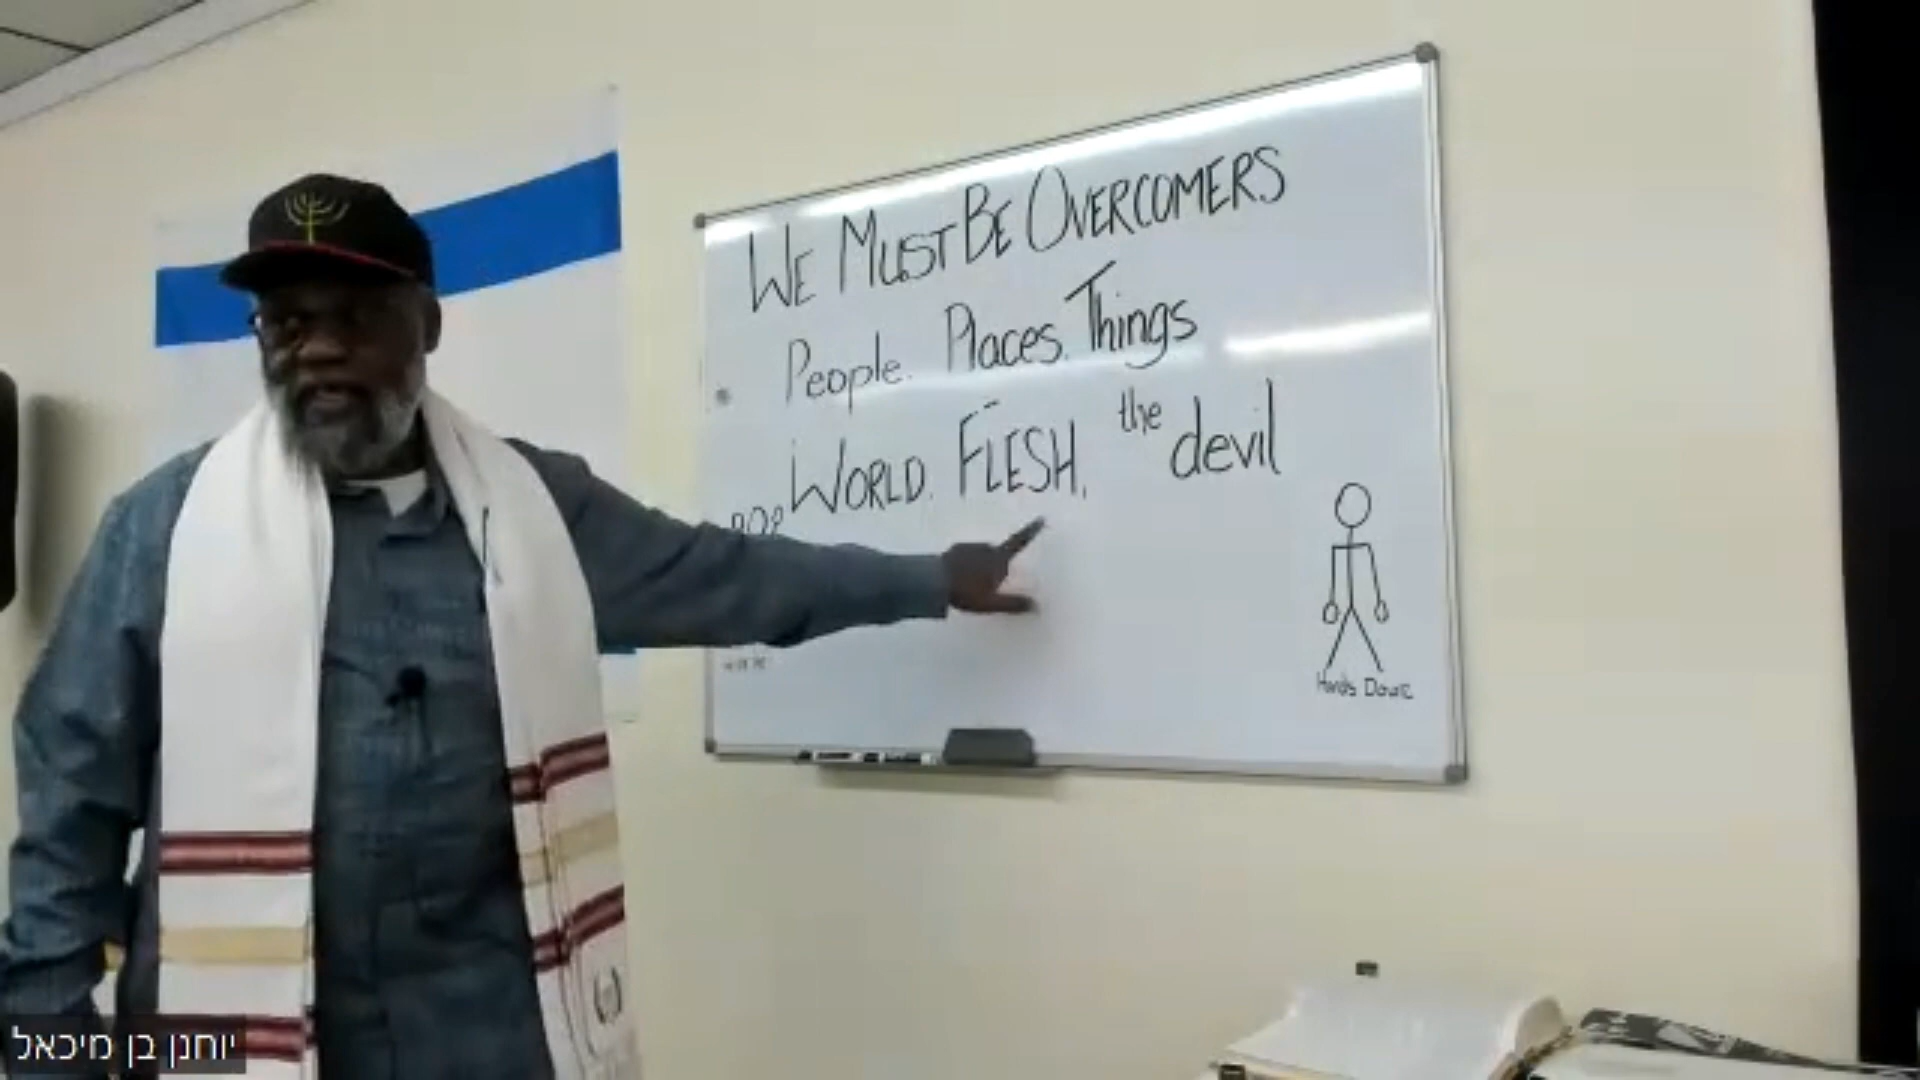 WE MUST BE OVERCOMERS
People. Places. Things
WORLD. FLESH, the devil
Hands Down
יוחנן בן מיכאל